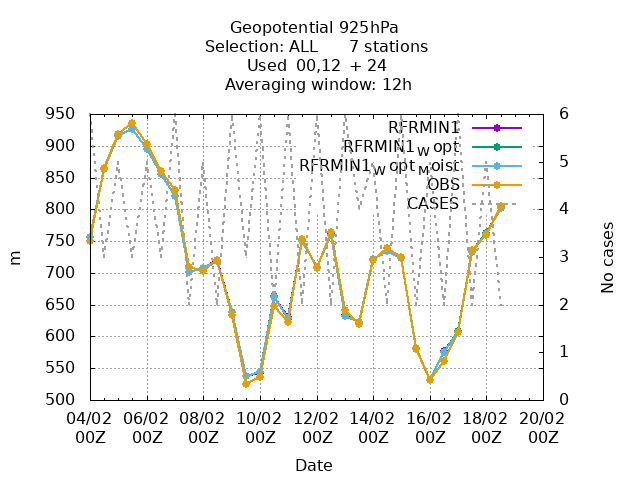 Geopotential 925hPa
Selection: ALL 7 stations
Used 00,12 + 24
Averaging window: 12h
950
900
850
800
750
700
650
600
550
500
m
6
5
4
3
2
1
0
No cases
RFRMIN1
RFRMIN1_W opt
RFRMIN1_W opt_M oist
OBS
CASES
04/02 06/02 08/02 10/02 12/02 14/02 16/02 18/02 20/02
00Z 00Z 00Z 00Z 00Z 00Z 00Z 00Z 00Z
Date